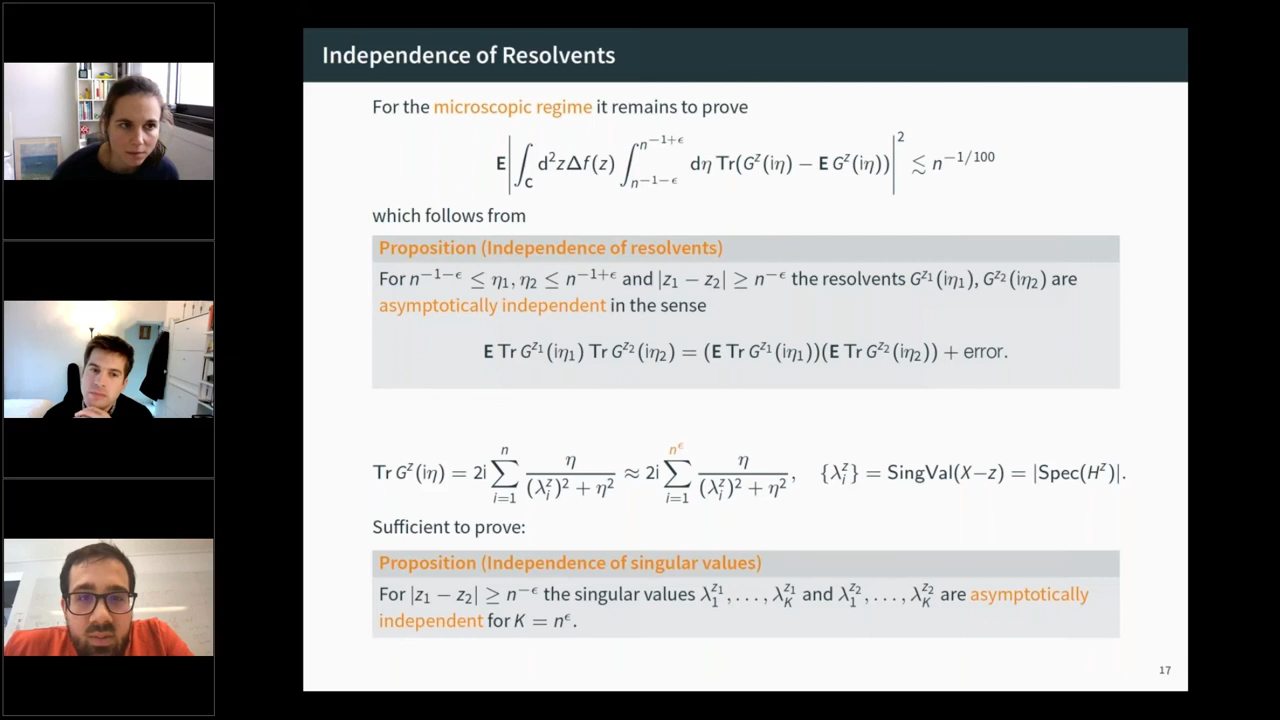 Independence of Resolvents
For the microscopic regime it remains to prove
E|∫_C d²zΔf(z) ∫_{n^{−1−ϵ}}^{n^{−1+ϵ}} dη Tr(G^z(iη) − E G^z(iη))|² ≲ n^{−1/100}
which follows from
Proposition (Independence of resolvents)
For n^{−1−ϵ} ≤ η₁, η₂ ≤ n^{−1+ϵ} and |z₁ − z₂| ≥ n^{−ϵ} the resolvents G^{z₁}(iη₁), G^{z₂}(iη₂) are
asymptotically independent in the sense
E Tr G^{z₁}(iη₁) Tr G^{z₂}(iη₂) = (E Tr G^{z₁}(iη₁))(E Tr G^{z₂}(iη₂)) + error.
Tr G^z(iη) = 2i ∑_{i=1}^{n} η/((λ_i^z)² + η²) ≈ 2i ∑_{i=1}^{n^ϵ} η/((λ_i^z)² + η²), {λ_i^z} = SingVal(X−z) = |Spec(H^z)|.
Sufficient to prove:
Proposition (Independence of singular values)
For |z₁ − z₂| ≥ n^{−ϵ} the singular values λ_1^{z₁}, . . . , λ_K^{z₁} and λ_1^{z₂}, . . . , λ_K^{z₂} are asymptotically
independent for K = n^ϵ.
17